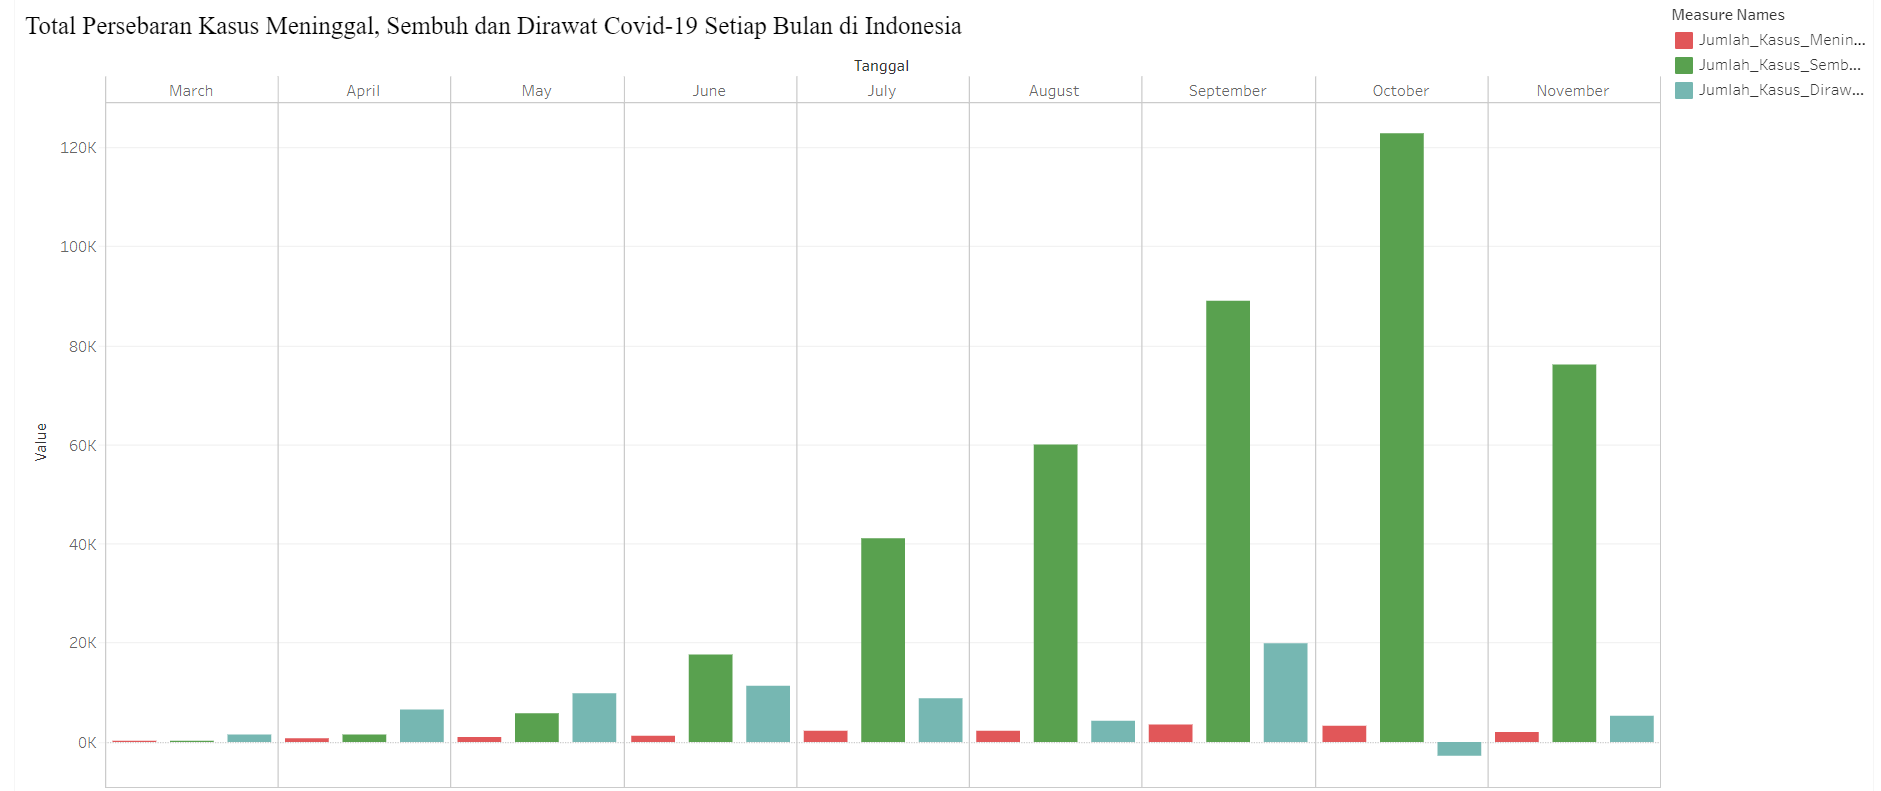 Total Persebaran Kasus Meninggal, Sembuh dan Dirawat Covid-19 Setiap Bulan di Indonesia
Measure Names
Jumlah_Kasus_Menin...
Jumlah_Kasus_Semb...
Jumlah_Kasus_Diraw...
Tanggal
March April May June July August September October November
120K
100K
80K
60K
40K
20K
0K
Value